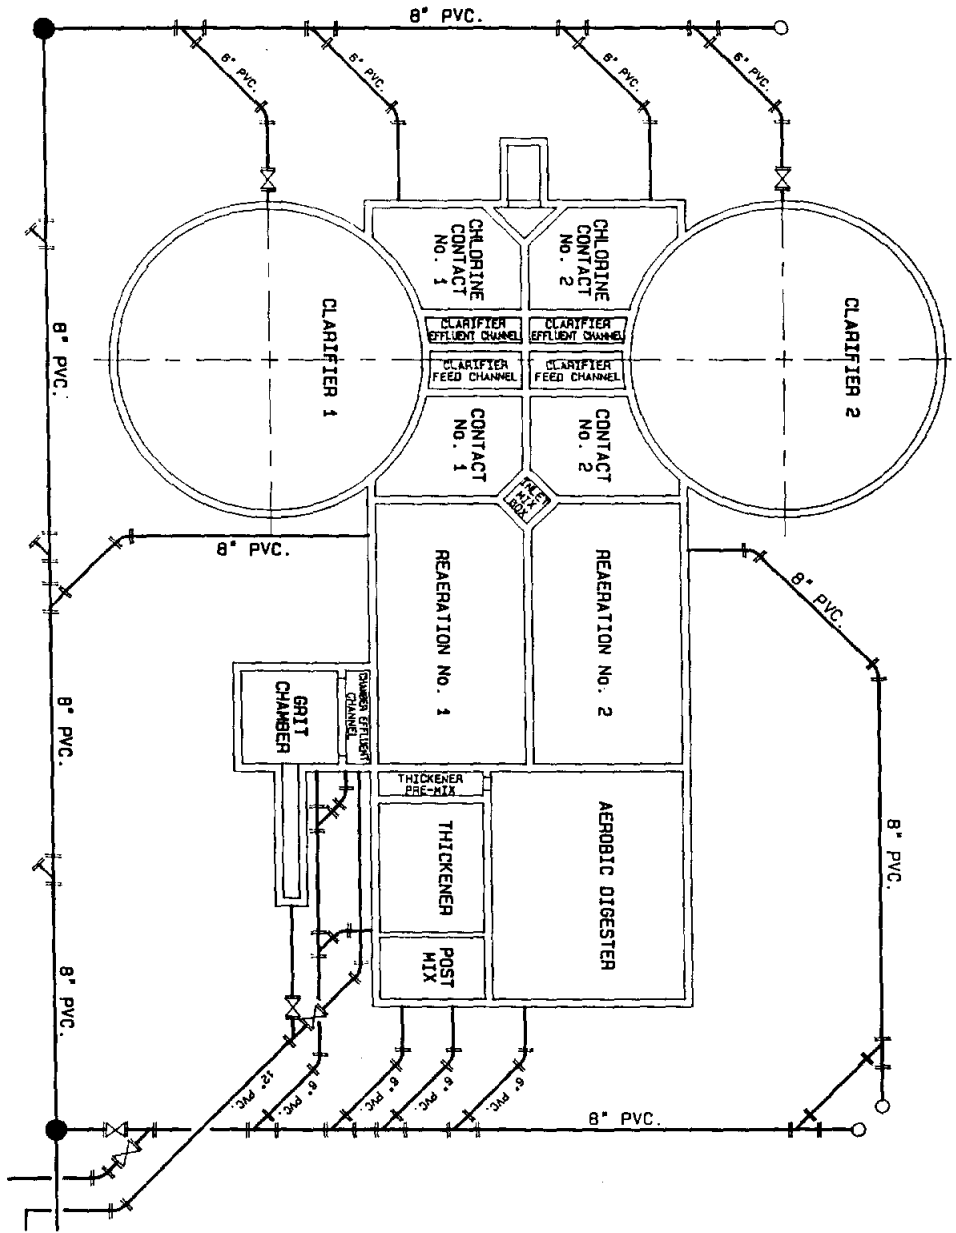 8" PVC.
6" PVC.
6" PVC.
6" PVC.
6" PVC.
CHLORINE
CONTACT
No. 1
CHLORINE
CONTACT
No. 2
CLARIFIER 1
CLARIFIER 2
CLARIFIER
EFFLUENT CHANNEL
CLARIFIER
EFFLUENT CHANNEL
CLARIFIER
FEED CHANNEL
CLARIFIER
FEED CHANNEL
8" PVC.
CONTACT
No. 1
CONTACT
No. 2
INLET
MIX
BOX
8" PVC.
8" PVC.
REAERATION No. 1
REAERATION No. 2
GRIT
CHAMBER
CHAMBER EFFLUENT
CHANNEL
8" PVC.
THICKENER
PRE-MIX
THICKENER
AEROBIC DIGESTER
8" PVC.
POST
MIX
8" PVC.
12" PVC.
6" PVC.
6" PVC.
6" PVC.
6" PVC.
8" PVC.